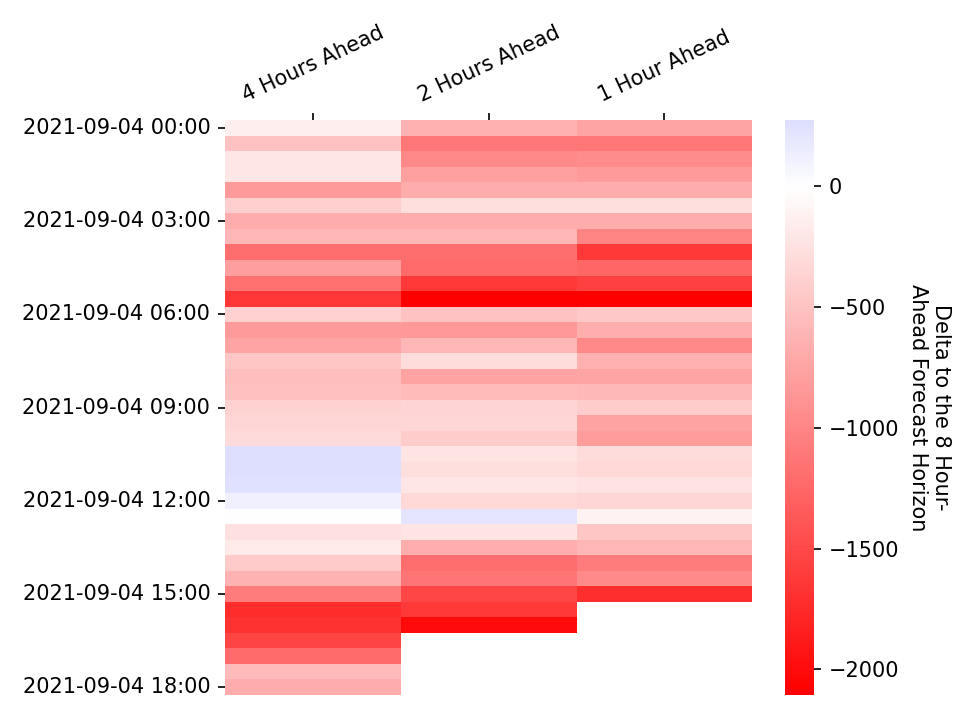 4 Hours Ahead
2 Hours Ahead
1 Hour Ahead
2021-09-04 00:00
2021-09-04 03:00
2021-09-04 06:00
2021-09-04 09:00
2021-09-04 12:00
2021-09-04 15:00
2021-09-04 18:00
0
−500
−1000
−1500
−2000
Delta to the 8 Hour-
Ahead Forecast Horizon